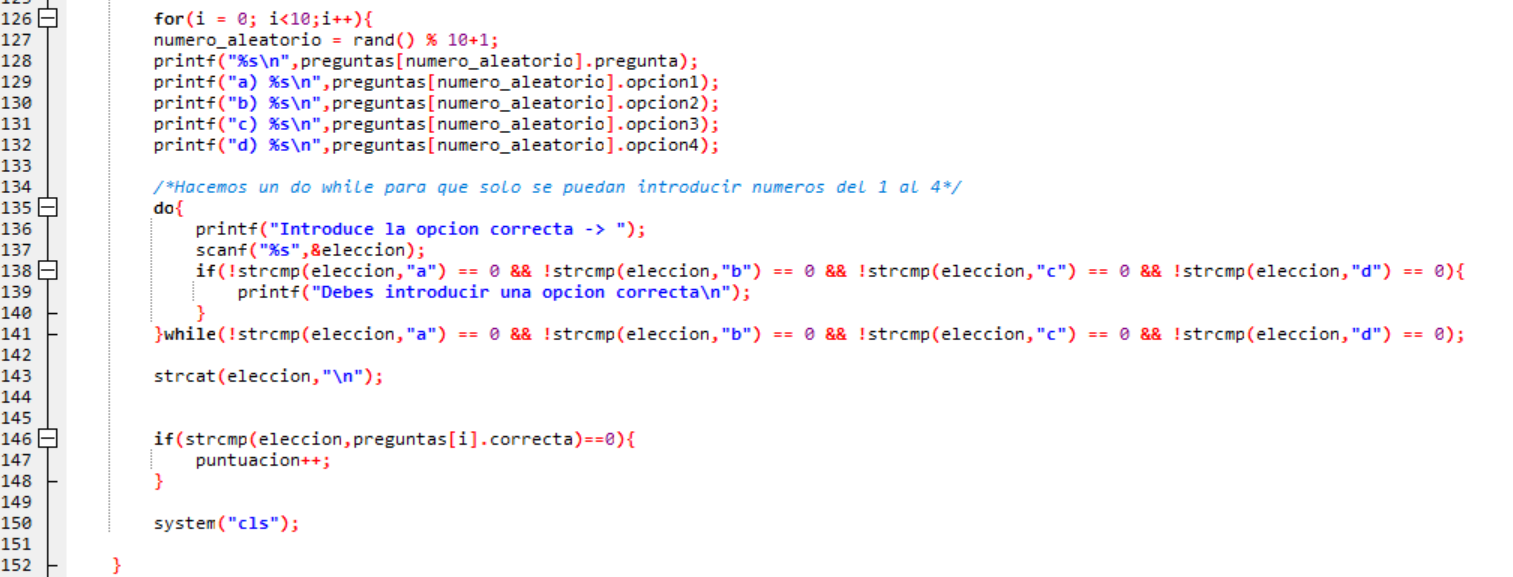 126 for(i = 0; i<10;i++){
127 numero_aleatorio = rand() % 10+1;
128 printf("%s\n",preguntas[numero_aleatorio].pregunta);
129 printf("a) %s\n",preguntas[numero_aleatorio].opcion1);
130 printf("b) %s\n",preguntas[numero_aleatorio].opcion2);
131 printf("c) %s\n",preguntas[numero_aleatorio].opcion3);
132 printf("d) %s\n",preguntas[numero_aleatorio].opcion4);
133
134 /*Hacemos un do while para que solo se puedan introducir numeros del 1 al 4*/
135 do{
136 printf("Introduce la opcion correcta -> ");
137 scanf("%s",&eleccion);
138 if(!strcmp(eleccion,"a") == 0 && !strcmp(eleccion,"b") == 0 && !strcmp(eleccion,"c") == 0 && !strcmp(eleccion,"d") == 0){
139 printf("Debes introducir una opcion correcta\n");
140 }
141 }while(!strcmp(eleccion,"a") == 0 && !strcmp(eleccion,"b") == 0 && !strcmp(eleccion,"c") == 0 && !strcmp(eleccion,"d") == 0);
142
143 strcat(eleccion,"\n");
144
145
146 if(strcmp(eleccion,preguntas[i].correcta)==0){
147 puntuacion++;
148 }
149
150 system("cls");
151
152 }